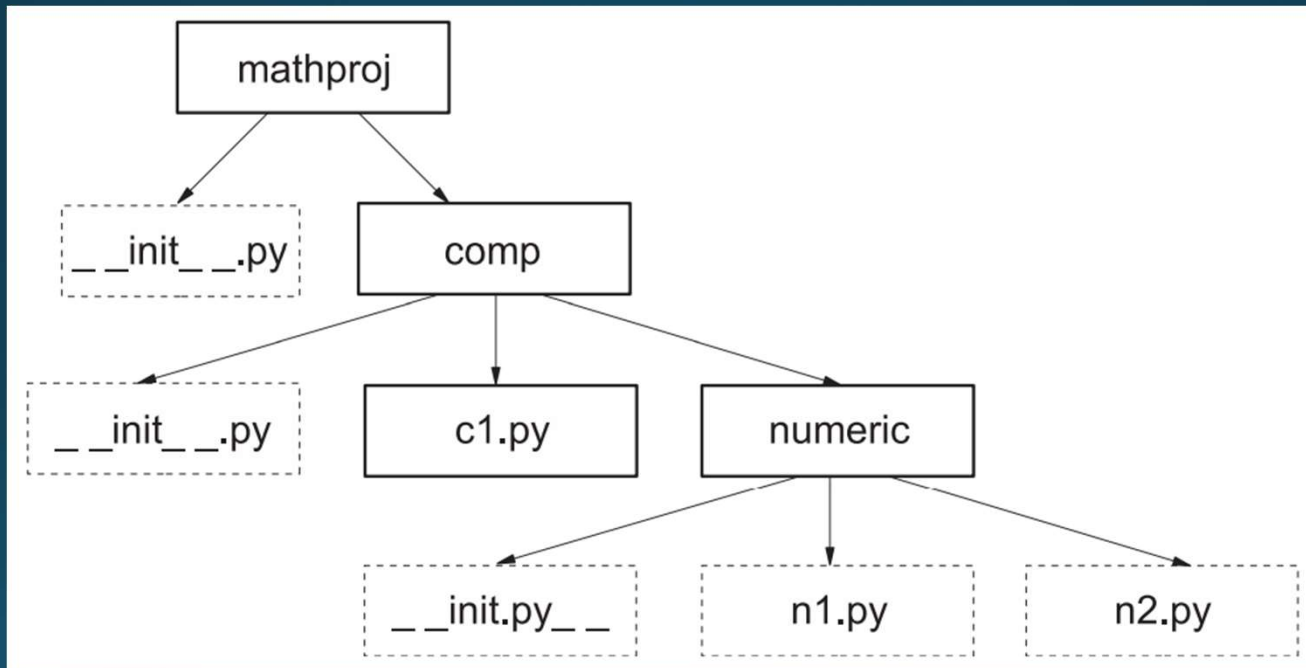 mathproj
_ _init_ _.py
comp
_ _init_ _.py
c1.py
numeric
_ _init.py_ _
n1.py
n2.py